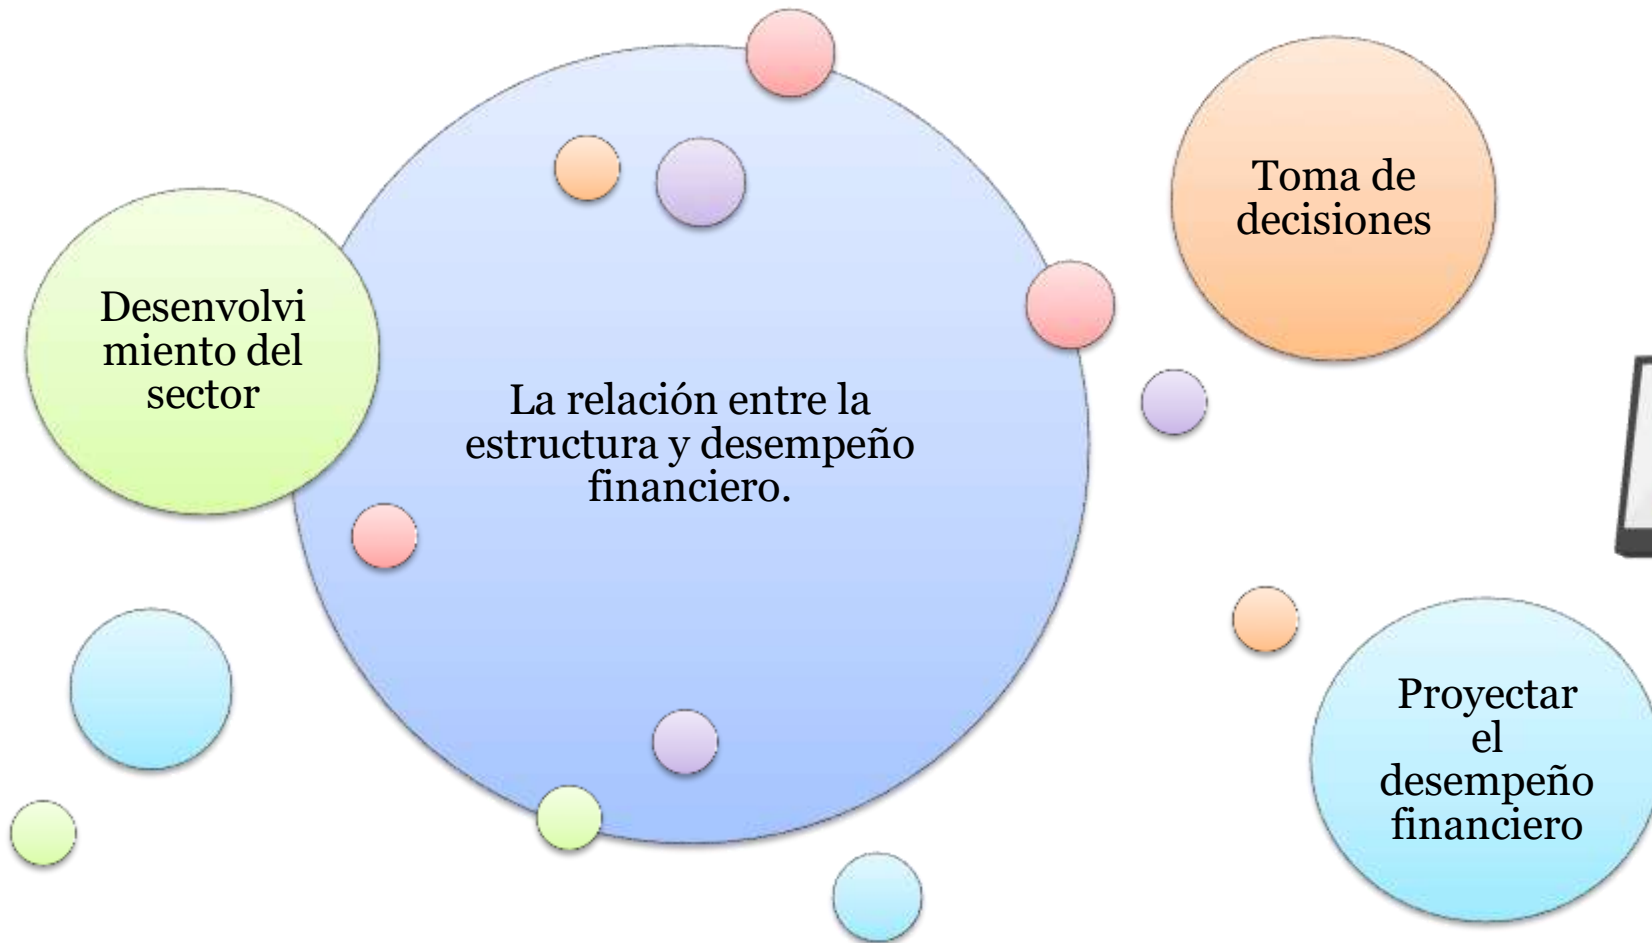 Desenvolvi
miento del
sector
La relación entre la
estructura y desempeño
financiero.
Toma de
decisiones
Proyectar
el
desempeño
financiero